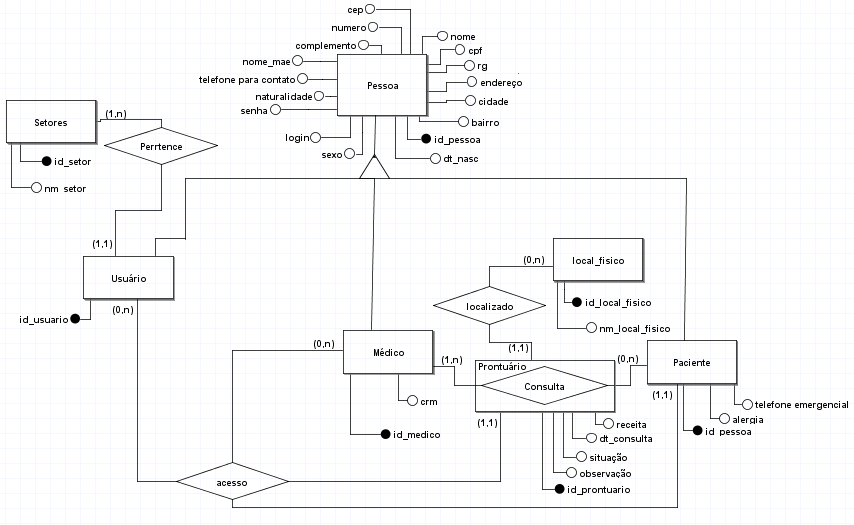 cep
numero
nome
complemento
cpf
nome_mae
rg
telefone para contato
Pessoa
endereço
naturalidade
cidade
senha
(1,n)
Setores
bairro
login
id_pessoa
Perrtence
sexo
dt_nasc
id_setor
nm_setor
(1,1)
Usuário
(0,n)
local_fisico
(0,n)
id_usuario
localizado
id_local_fisico
nm_local_fisico
(0,n)
(1,1)
Médico
(1,n)
Prontuário
(0,n)
Paciente
Consulta
(1,1)
crm
telefone emergencial
(1,1)
receita
alergia
id_medico
dt_consulta
id_pessoa
situação
observação
acesso
id_prontuario